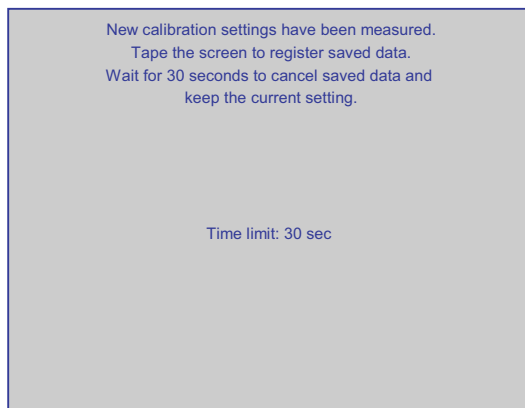 New calibration settings have been measured.
Tape the screen to register saved data.
Wait for 30 seconds to cancel saved data and
keep the current setting.
Time limit: 30 sec